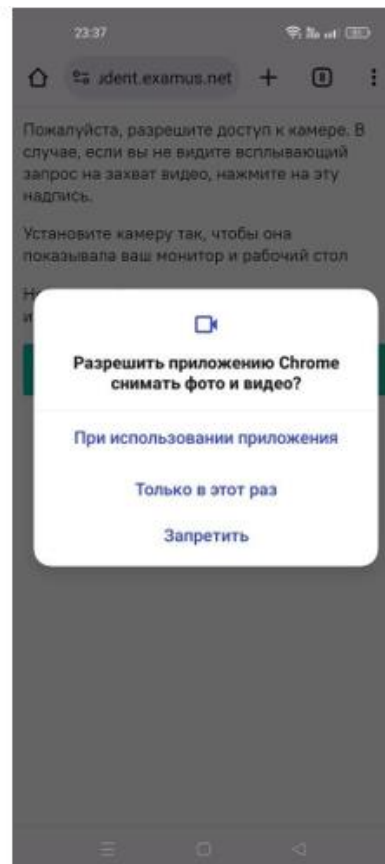 23:37
udent.examus.net
8
Пожалуйста, разрешите доступ к камере. В
случае, если вы не видите всплывающий
запрос на захват видео, нажмите на эту
надпись.
Установите камеру так, чтобы она
показывала ваш монитор и рабочий стол
Разрешить приложению Chrome
снимать фото и видео?
При использовании приложения
Только в этот раз
Запретить